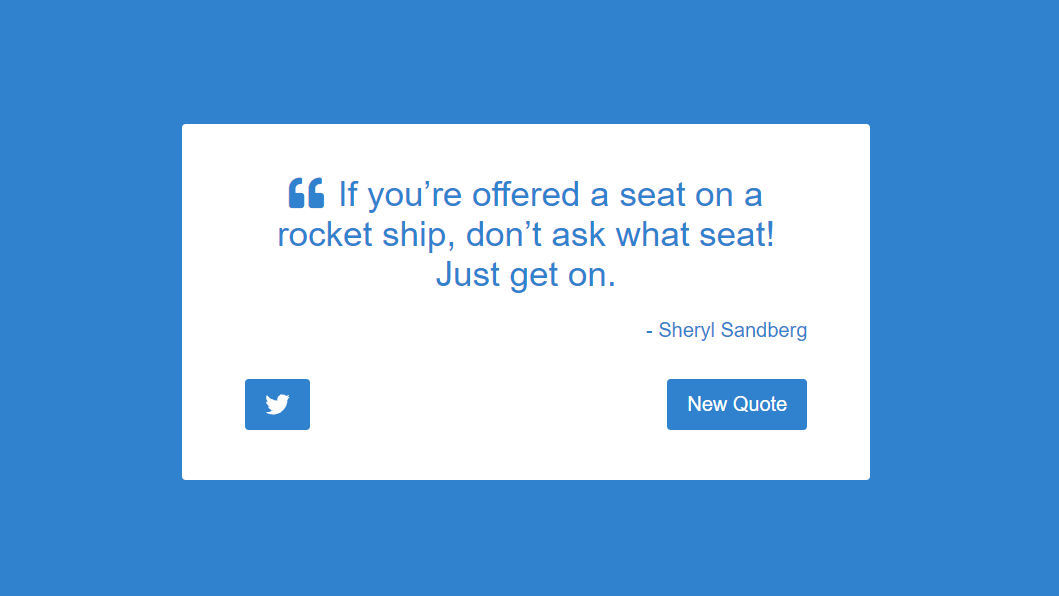 ❝ If you’re offered a seat on a
rocket ship, don’t ask what seat!
Just get on.
- Sheryl Sandberg
New Quote